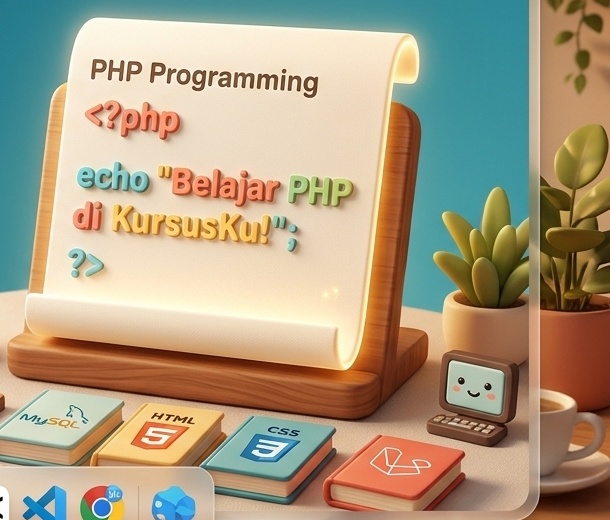 PHP Programming
<?php
echo "Belajar PHP
di KursusKu!";
?>
MySQL
HTML
5
CSS
3